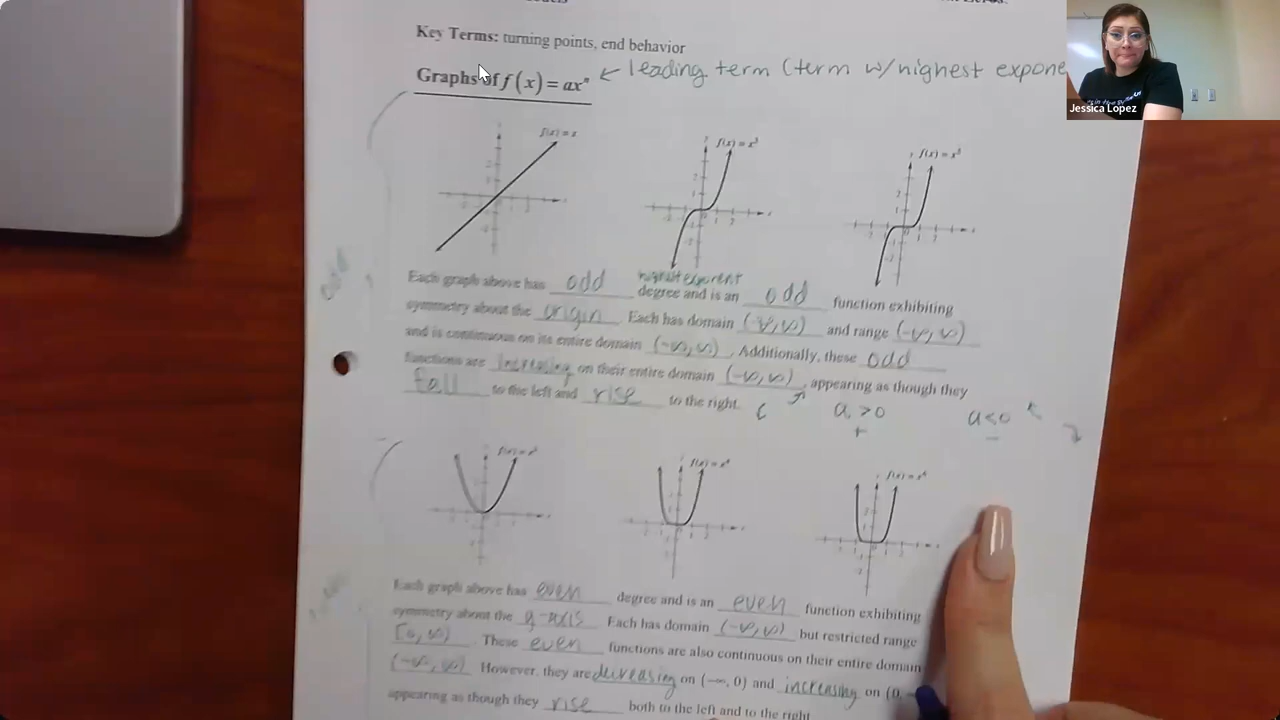 Key Terms: turning points, end behavior
Graphs of f(x) = axⁿ ← leading term (term w/highest expone
Jessica Lopez
f(x) = x
f(x) = x³
f(x) = x⁵
Each graph above has odd degree and is an odd function exhibiting
symmetry about the origin. Each has domain (-∞,∞) and range (-∞,∞)
and is continuous on its entire domain (-∞,∞). Additionally, these odd
functions are increasing on their entire domain (-∞,∞), appearing as though they
fall to the left and rise to the right.
a > 0
+
a < 0
−
f(x) = x²
f(x) = x⁴
f(x) = x⁶
Each graph above has even degree and is an even function exhibiting
symmetry about the y-axis. Each has domain (-∞,∞) but restricted range
[0,∞). These even functions are also continuous on their entire domain
(-∞,∞). However, they are decreasing on (−∞, 0) and increasing on (0,
appearing as though they rise both to the left and to the right